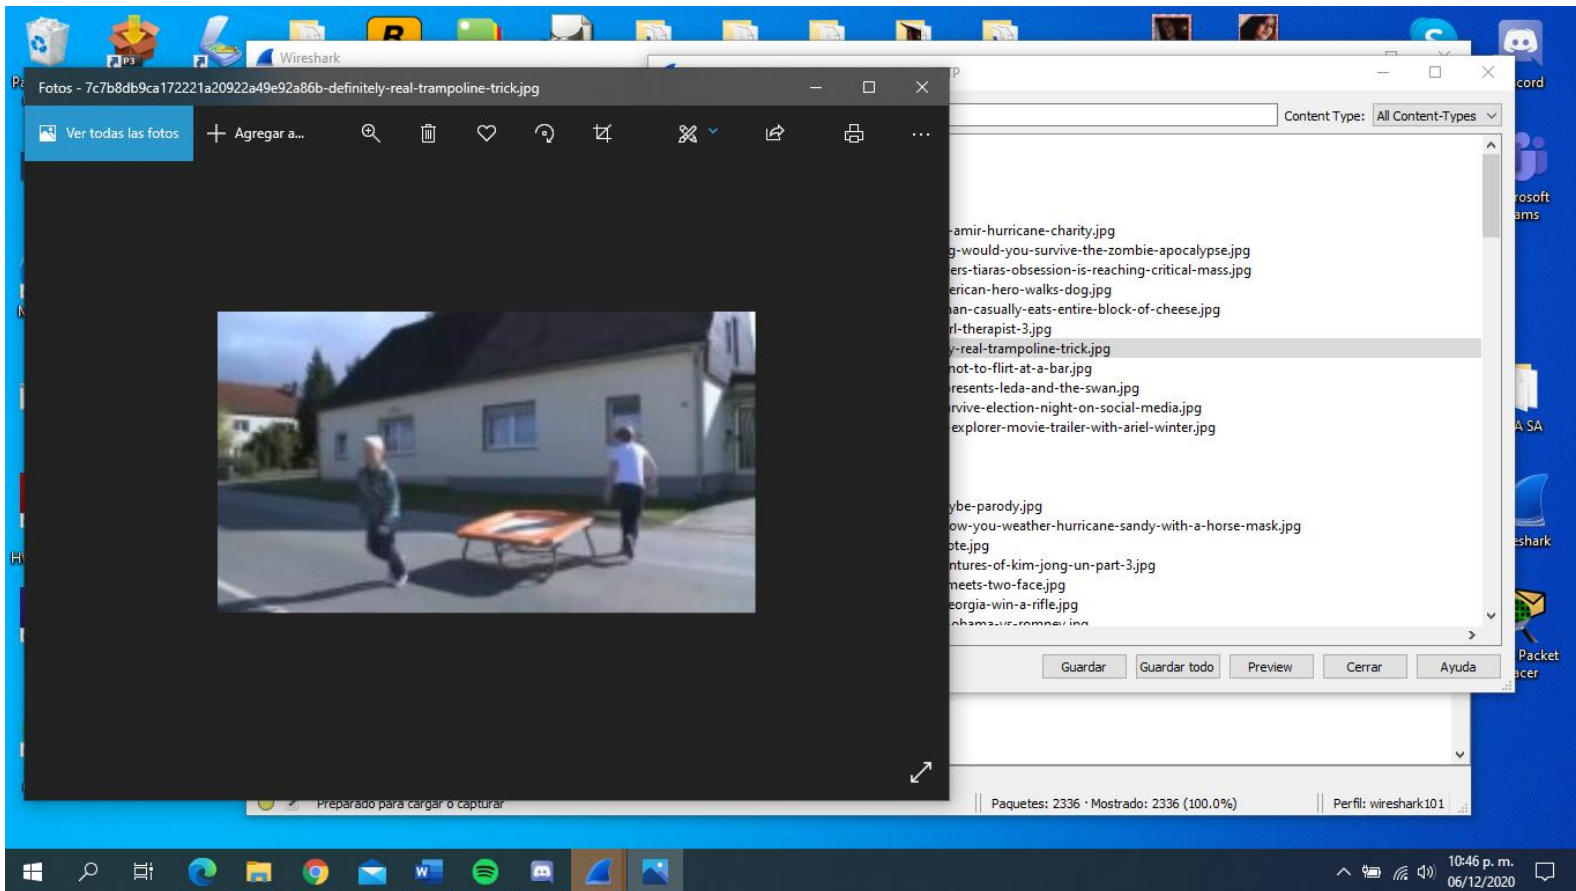 Wireshark
Fotos - 7c7b8db9ca172221a20922a49e92a86b-definitely-real-trampoline-trick.jpg
TP
cord
Ver todas las fotos
Agregar a...
Content Type: All Content-Types
P3
rosoft
ams
-amir-hurricane-charity.jpg
g-would-you-survive-the-zombie-apocalypse.jpg
ers-tiaras-obsession-is-reaching-critical-mass.jpg
erican-hero-walks-dog.jpg
nan-casually-eats-entire-block-of-cheese.jpg
rl-therapist-3.jpg
y-real-trampoline-trick.jpg
not-to-flirt-at-a-bar.jpg
resents-leda-and-the-swan.jpg
rvive-election-night-on-social-media.jpg
-explorer-movie-trailer-with-ariel-winter.jpg
A SA
ybe-parody.jpg
ow-you-weather-hurricane-sandy-with-a-horse-mask.jpg
ote.jpg
ntures-of-kim-jong-un-part-3.jpg
meets-two-face.jpg
eorgia-win-a-rifle.jpg
-obama-vs-romney.jpg
eshark
Guardar
Guardar todo
Preview
Cerrar
Ayuda
Packet
acer
Preparado para cargar o capturar
Paquetes: 2336 · Mostrado: 2336 (100.0%)
Perfil: wireshark101
10:46 p. m.
06/12/2020